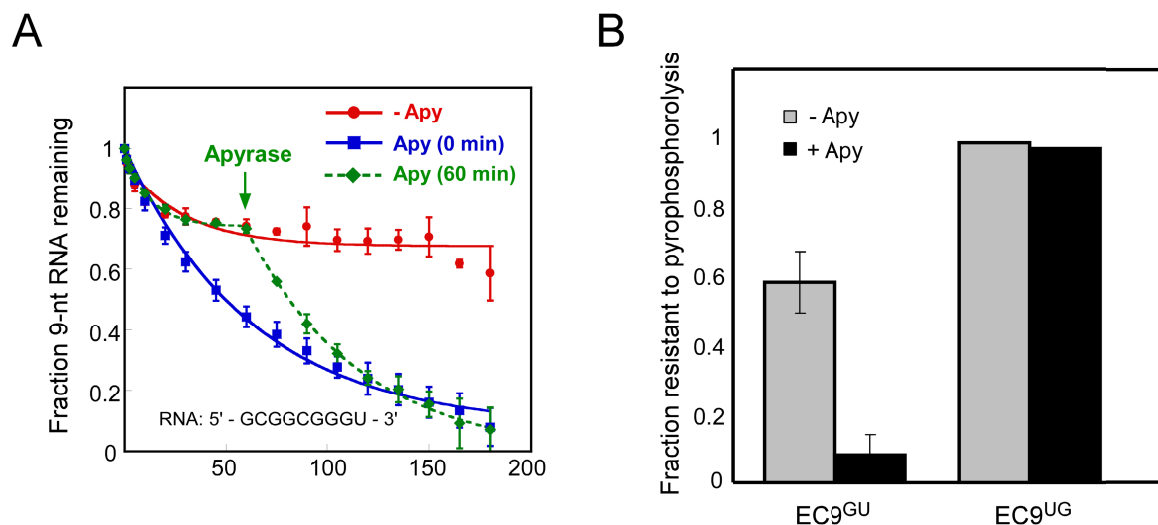 A
Fraction 9-nt RNA remaining
1
0.8
0.6
0.4
0.2
0
50
100
150
200
- Apy
Apy (0 min)
Apy (60 min)
Apyrase
RNA: 5' - GCGGCGGGU - 3'
B
Fraction resistant to pyrophosphorolysis
1
0.8
0.6
0.4
0.2
0
- Apy
+ Apy
EC9GU
EC9UG